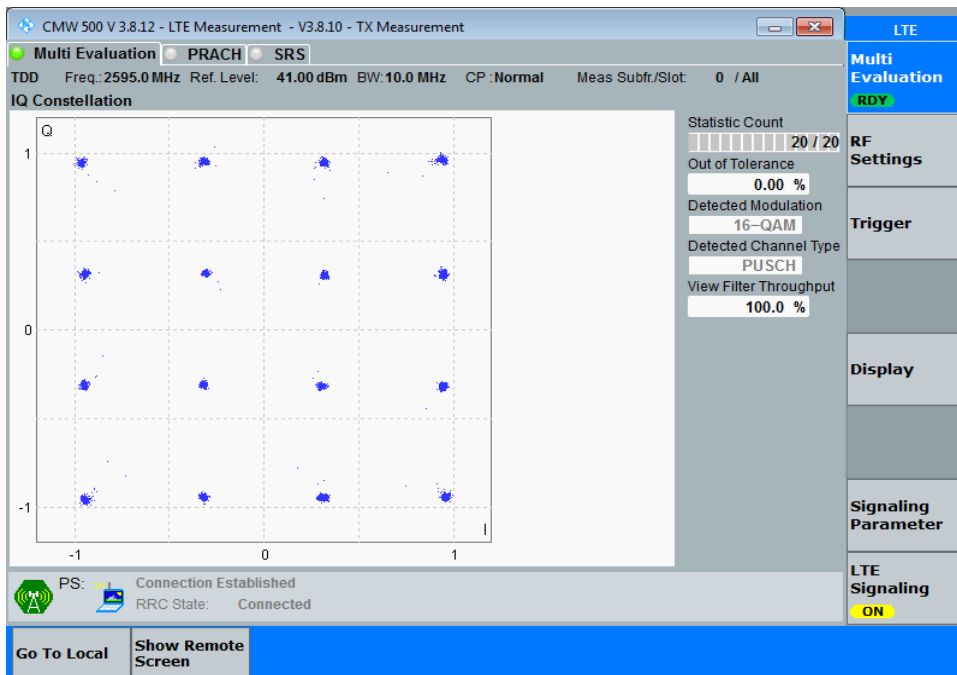 CMW 500 V 3.8.12 - LTE Measurement - V3.8.10 - TX Measurement
LTE
Multi Evaluation PRACH SRS
TDD Freq.:2595.0 MHz Ref. Level: 41.00 dBm BW:10.0 MHz CP :Normal Meas Subfr./Slot: 0 / All
IQ Constellation
Q
1
0
-1
-1 0 1
I
Statistic Count
20 / 20
Out of Tolerance
0.00 %
Detected Modulation
16-QAM
Detected Channel Type
PUSCH
View Filter Throughput
100.0 %
Multi
Evaluation
RDY
RF
Settings
Trigger
Display
Signaling
Parameter
LTE
Signaling
ON
PS: Connection Established
RRC State: Connected
Go To Local
Show Remote
Screen